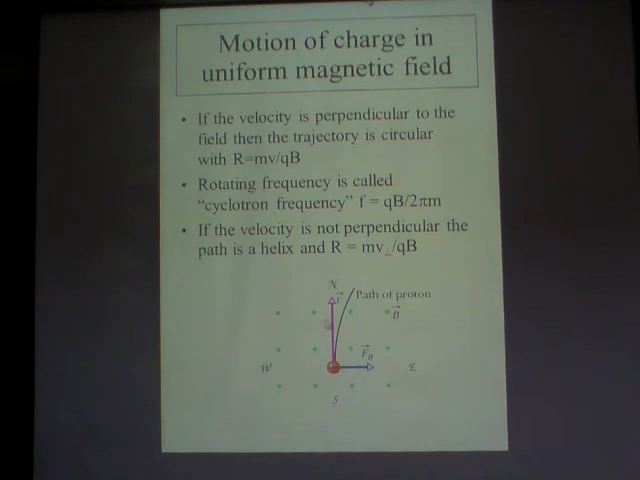 Motion of charge in
uniform magnetic field
• If the velocity is perpendicular to the
field then the trajectory is circular
with R=mv/qB
• Rotating frequency is called
"cyclotron frequency" f = qB/2πm
• If the velocity is not perpendicular the
path is a helix and R = mv⊥/qB
N
v⃗
Path of proton
B⃗
F⃗B
W
E
S